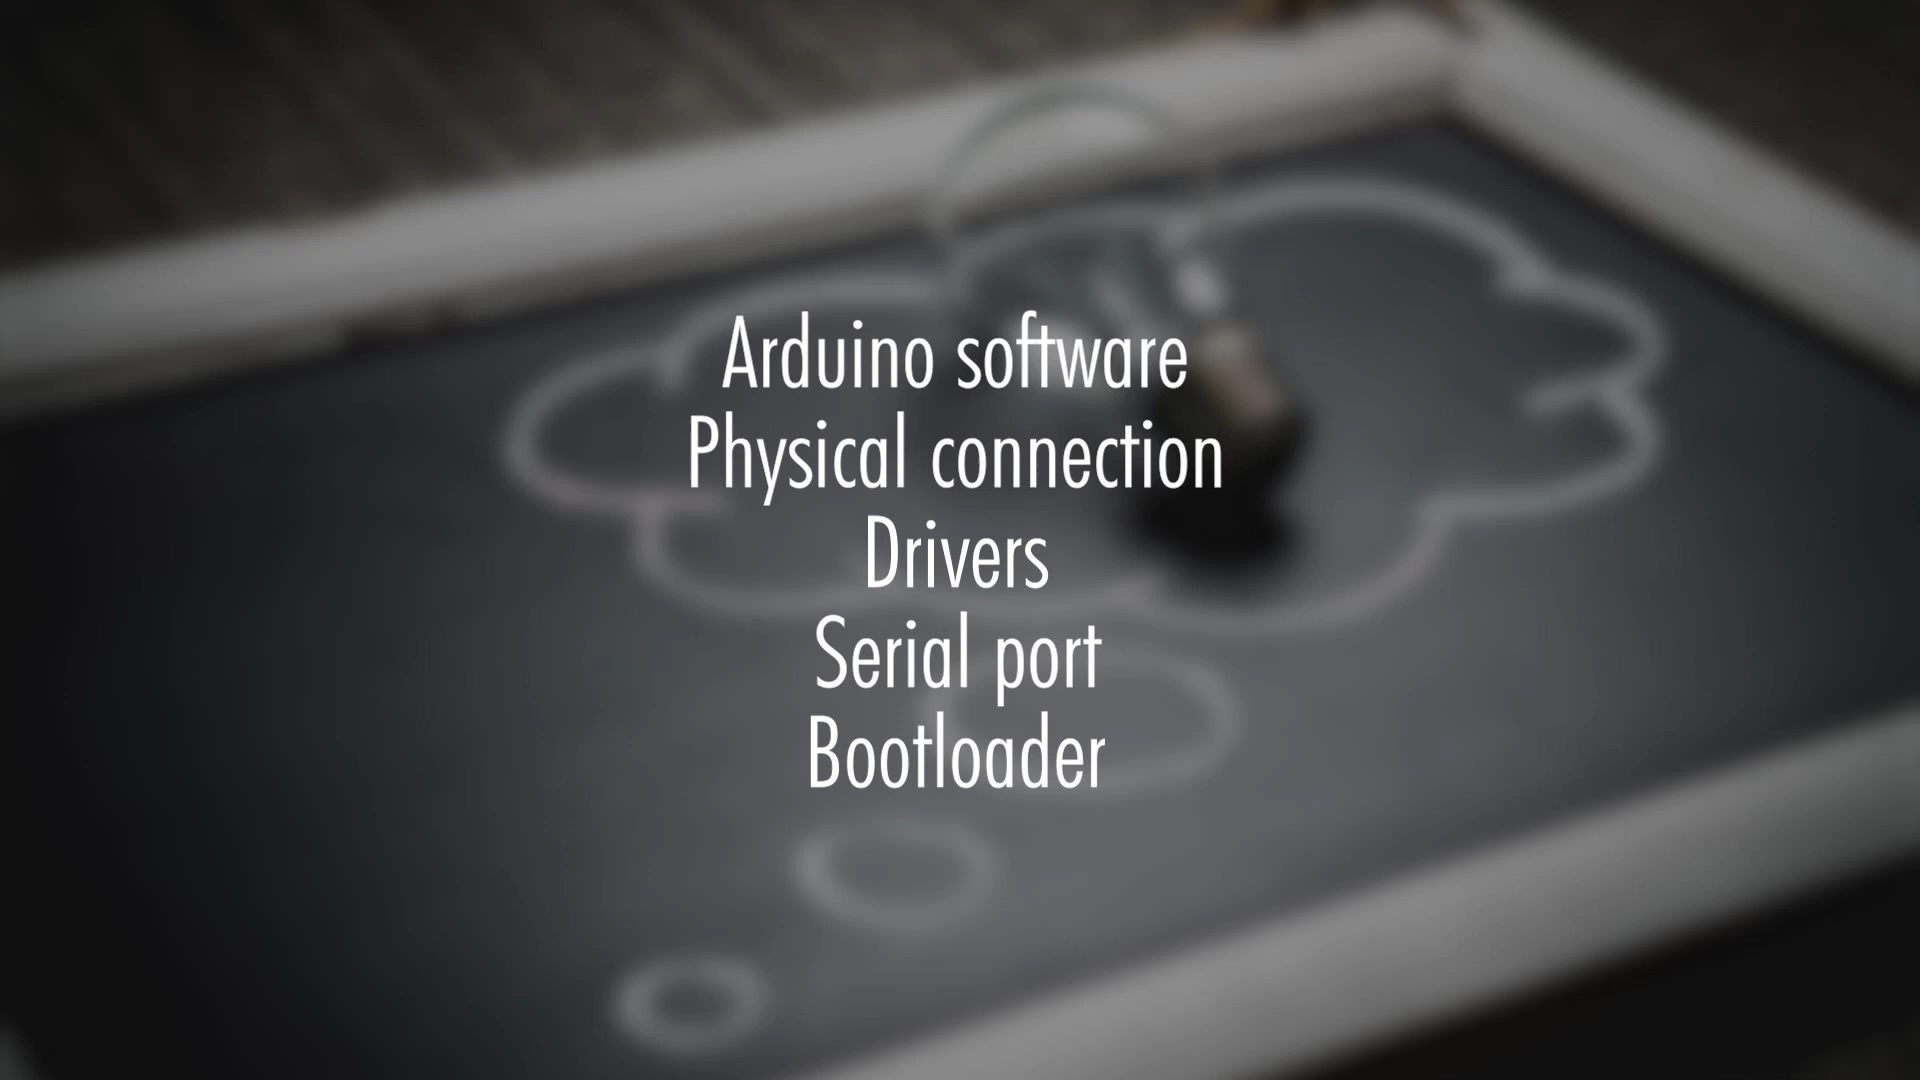 Arduino software
Physical connection
Drivers
Serial port
Bootloader